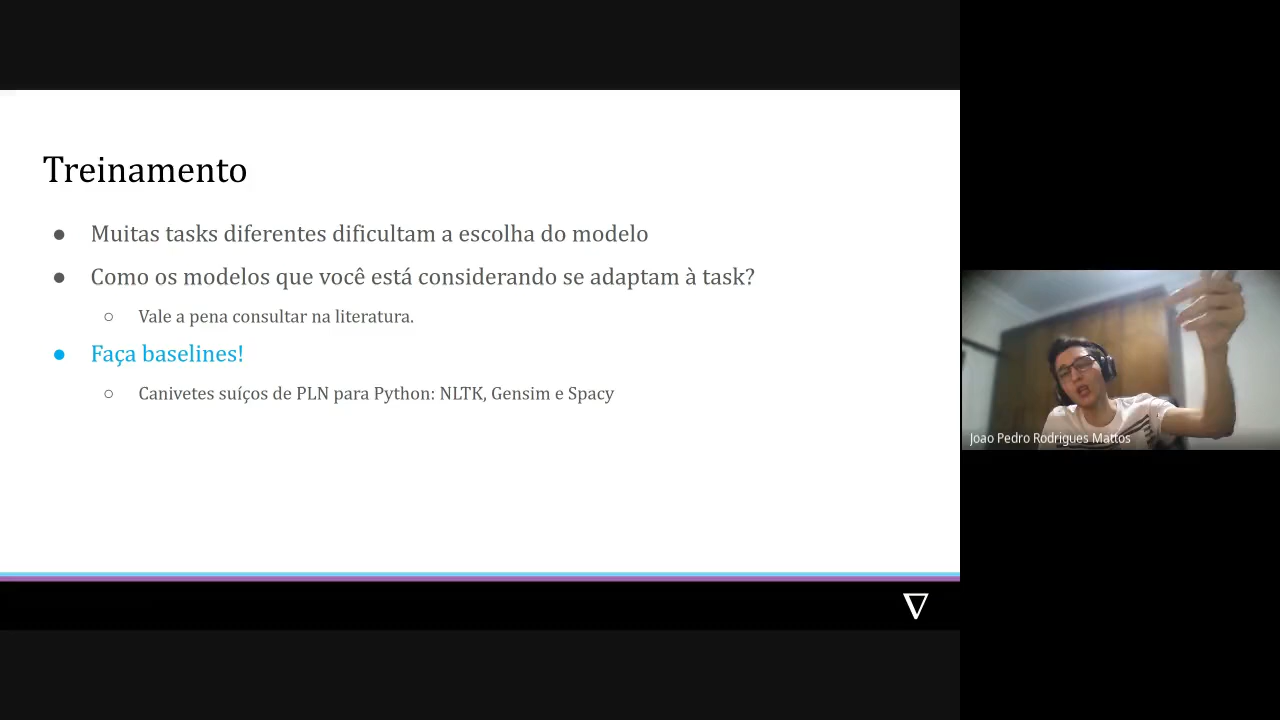 Treinamento
● Muitas tasks diferentes dificultam a escolha do modelo
● Como os modelos que você está considerando se adaptam à task?
○ Vale a pena consultar na literatura.
● Faça baselines!
○ Canivetes suíços de PLN para Python: NLTK, Gensim e Spacy
Joao Pedro Rodrigues Mattos